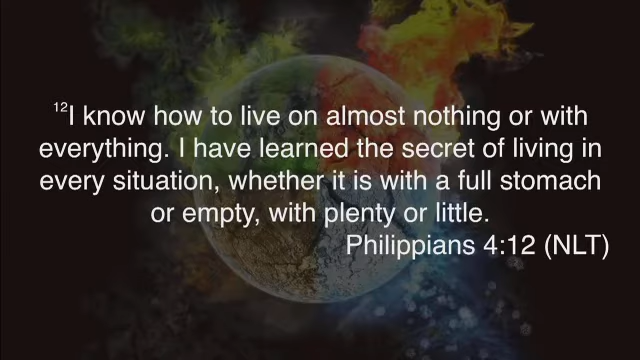 12I know how to live on almost nothing or with
everything. I have learned the secret of living in
every situation, whether it is with a full stomach
or empty, with plenty or little.
Philippians 4:12 (NLT)